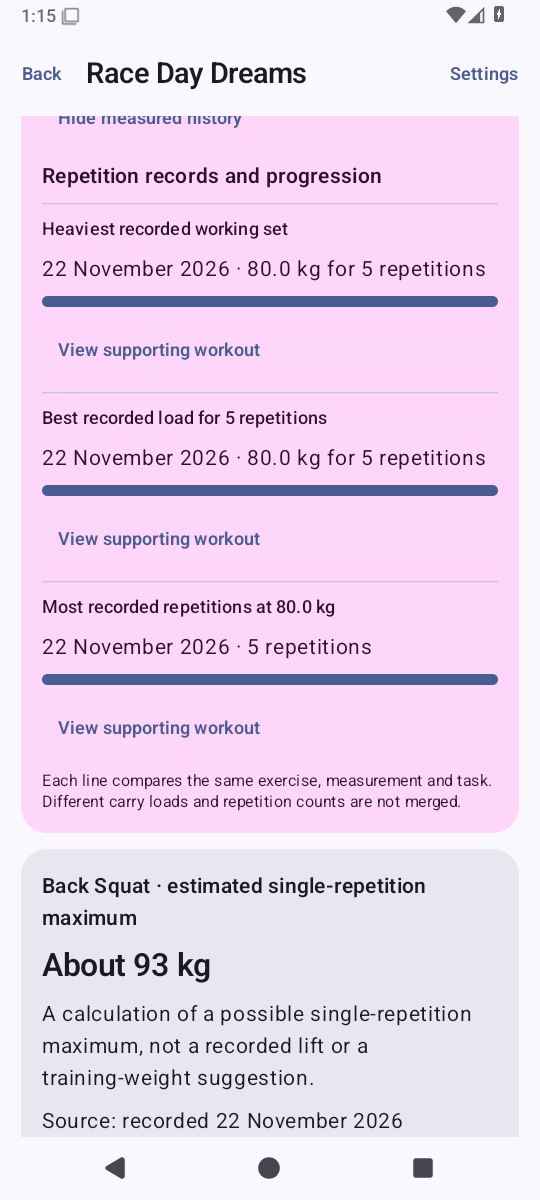 1:15
Back
Race Day Dreams
Settings
Hide measured history
Repetition records and progression
Heaviest recorded working set
22 November 2026 · 80.0 kg for 5 repetitions
View supporting workout
Best recorded load for 5 repetitions
22 November 2026 · 80.0 kg for 5 repetitions
View supporting workout
Most recorded repetitions at 80.0 kg
22 November 2026 · 5 repetitions
View supporting workout
Each line compares the same exercise, measurement and task.
Different carry loads and repetition counts are not merged.
Back Squat · estimated single-repetition
maximum
About 93 kg
A calculation of a possible single-repetition
maximum, not a recorded lift or a
training-weight suggestion.
Source: recorded 22 November 2026